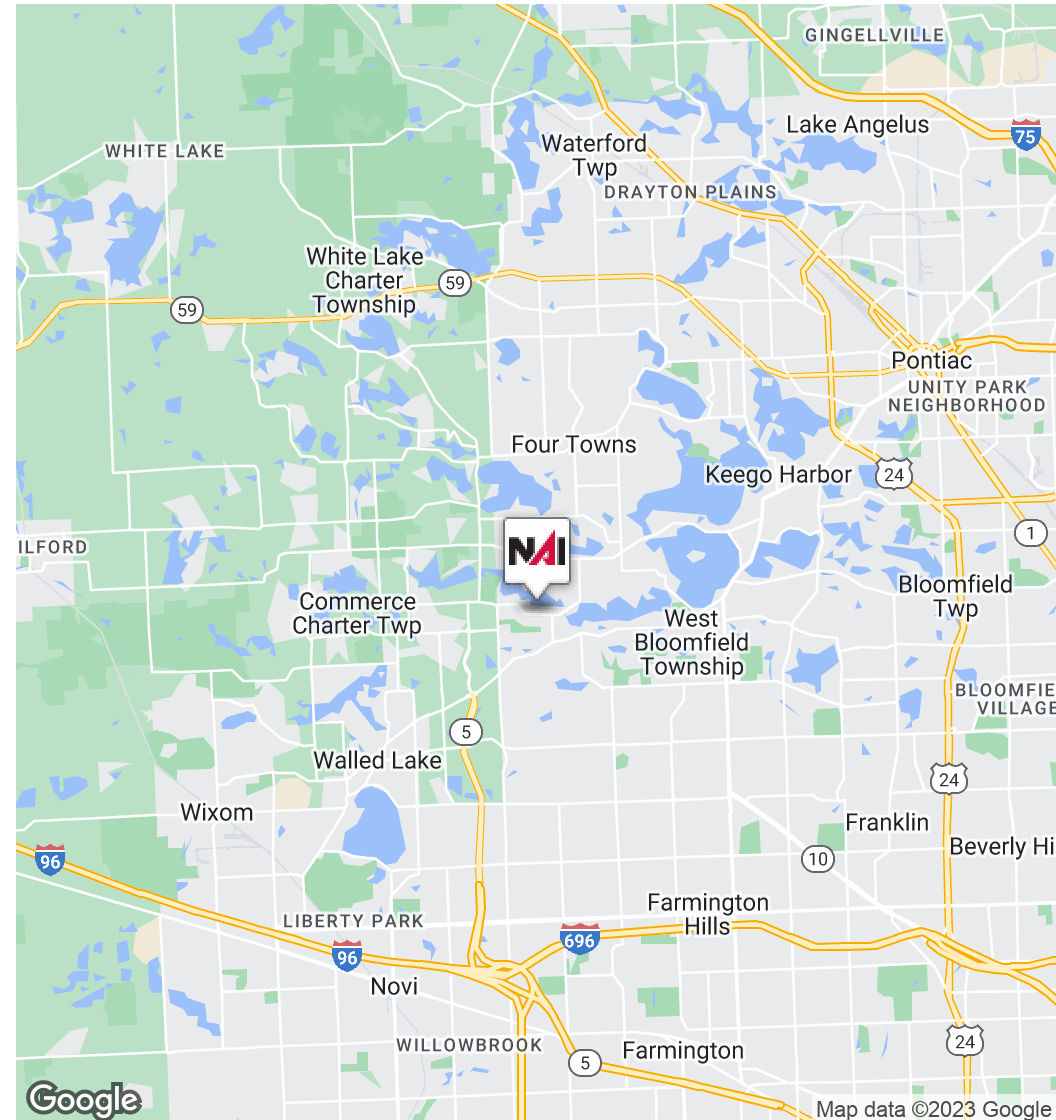 GINGELLVILLE
Lake Angelus
75
Waterford
Twp
WHITE LAKE
DRAYTON PLAINS
White Lake
Charter
Township
59
59
Pontiac
UNITY PARK
NEIGHBORHOOD
Four Towns
Keego Harbor
24
1
ILFORD
NAI
Bloomfield
Twp
Commerce
Charter Twp
West
Bloomfield
Township
BLOOMFIE
VILLAGE
5
Walled Lake
24
Wixom
Franklin
Beverly Hi
10
96
Farmington
Hills
LIBERTY PARK
696
96
Novi
WILLOWBROOK
Farmington
24
5
Google
Map data ©2023 Google